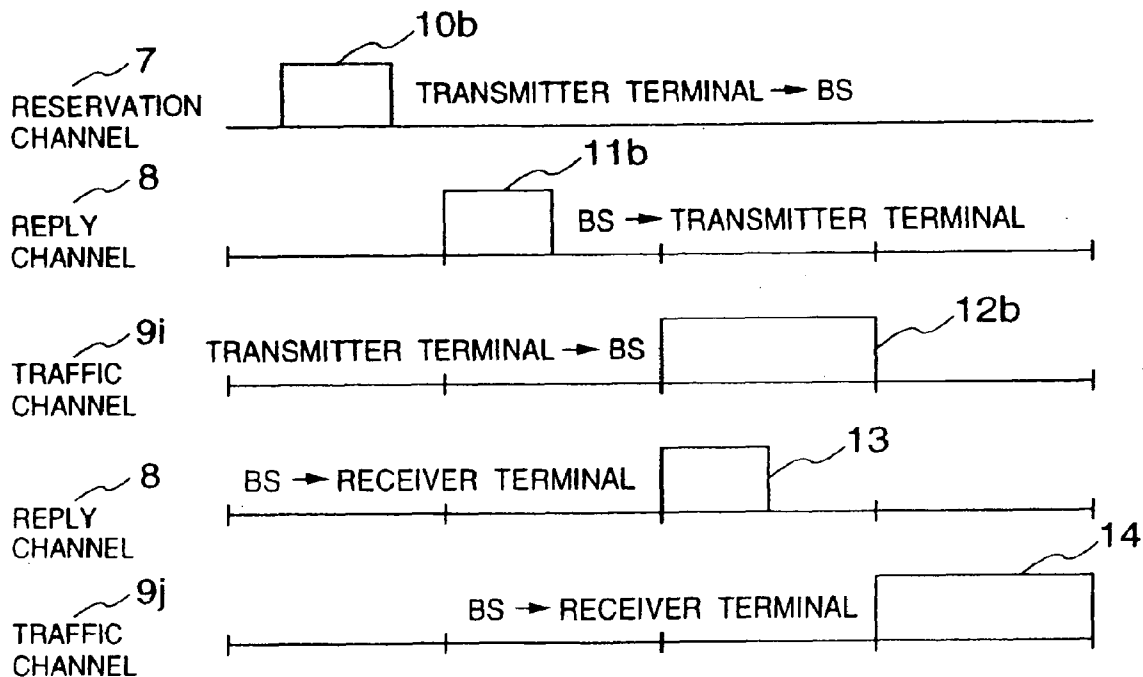 10b
7
RESERVATION
CHANNEL
TRANSMITTER TERMINAL → BS
11b
8
REPLY
CHANNEL
BS → TRANSMITTER TERMINAL
12b
9i
TRAFFIC
CHANNEL
TRANSMITTER TERMINAL → BS
13
8
REPLY
CHANNEL
BS → RECEIVER TERMINAL
14
9j
TRAFFIC
CHANNEL
BS → RECEIVER TERMINAL